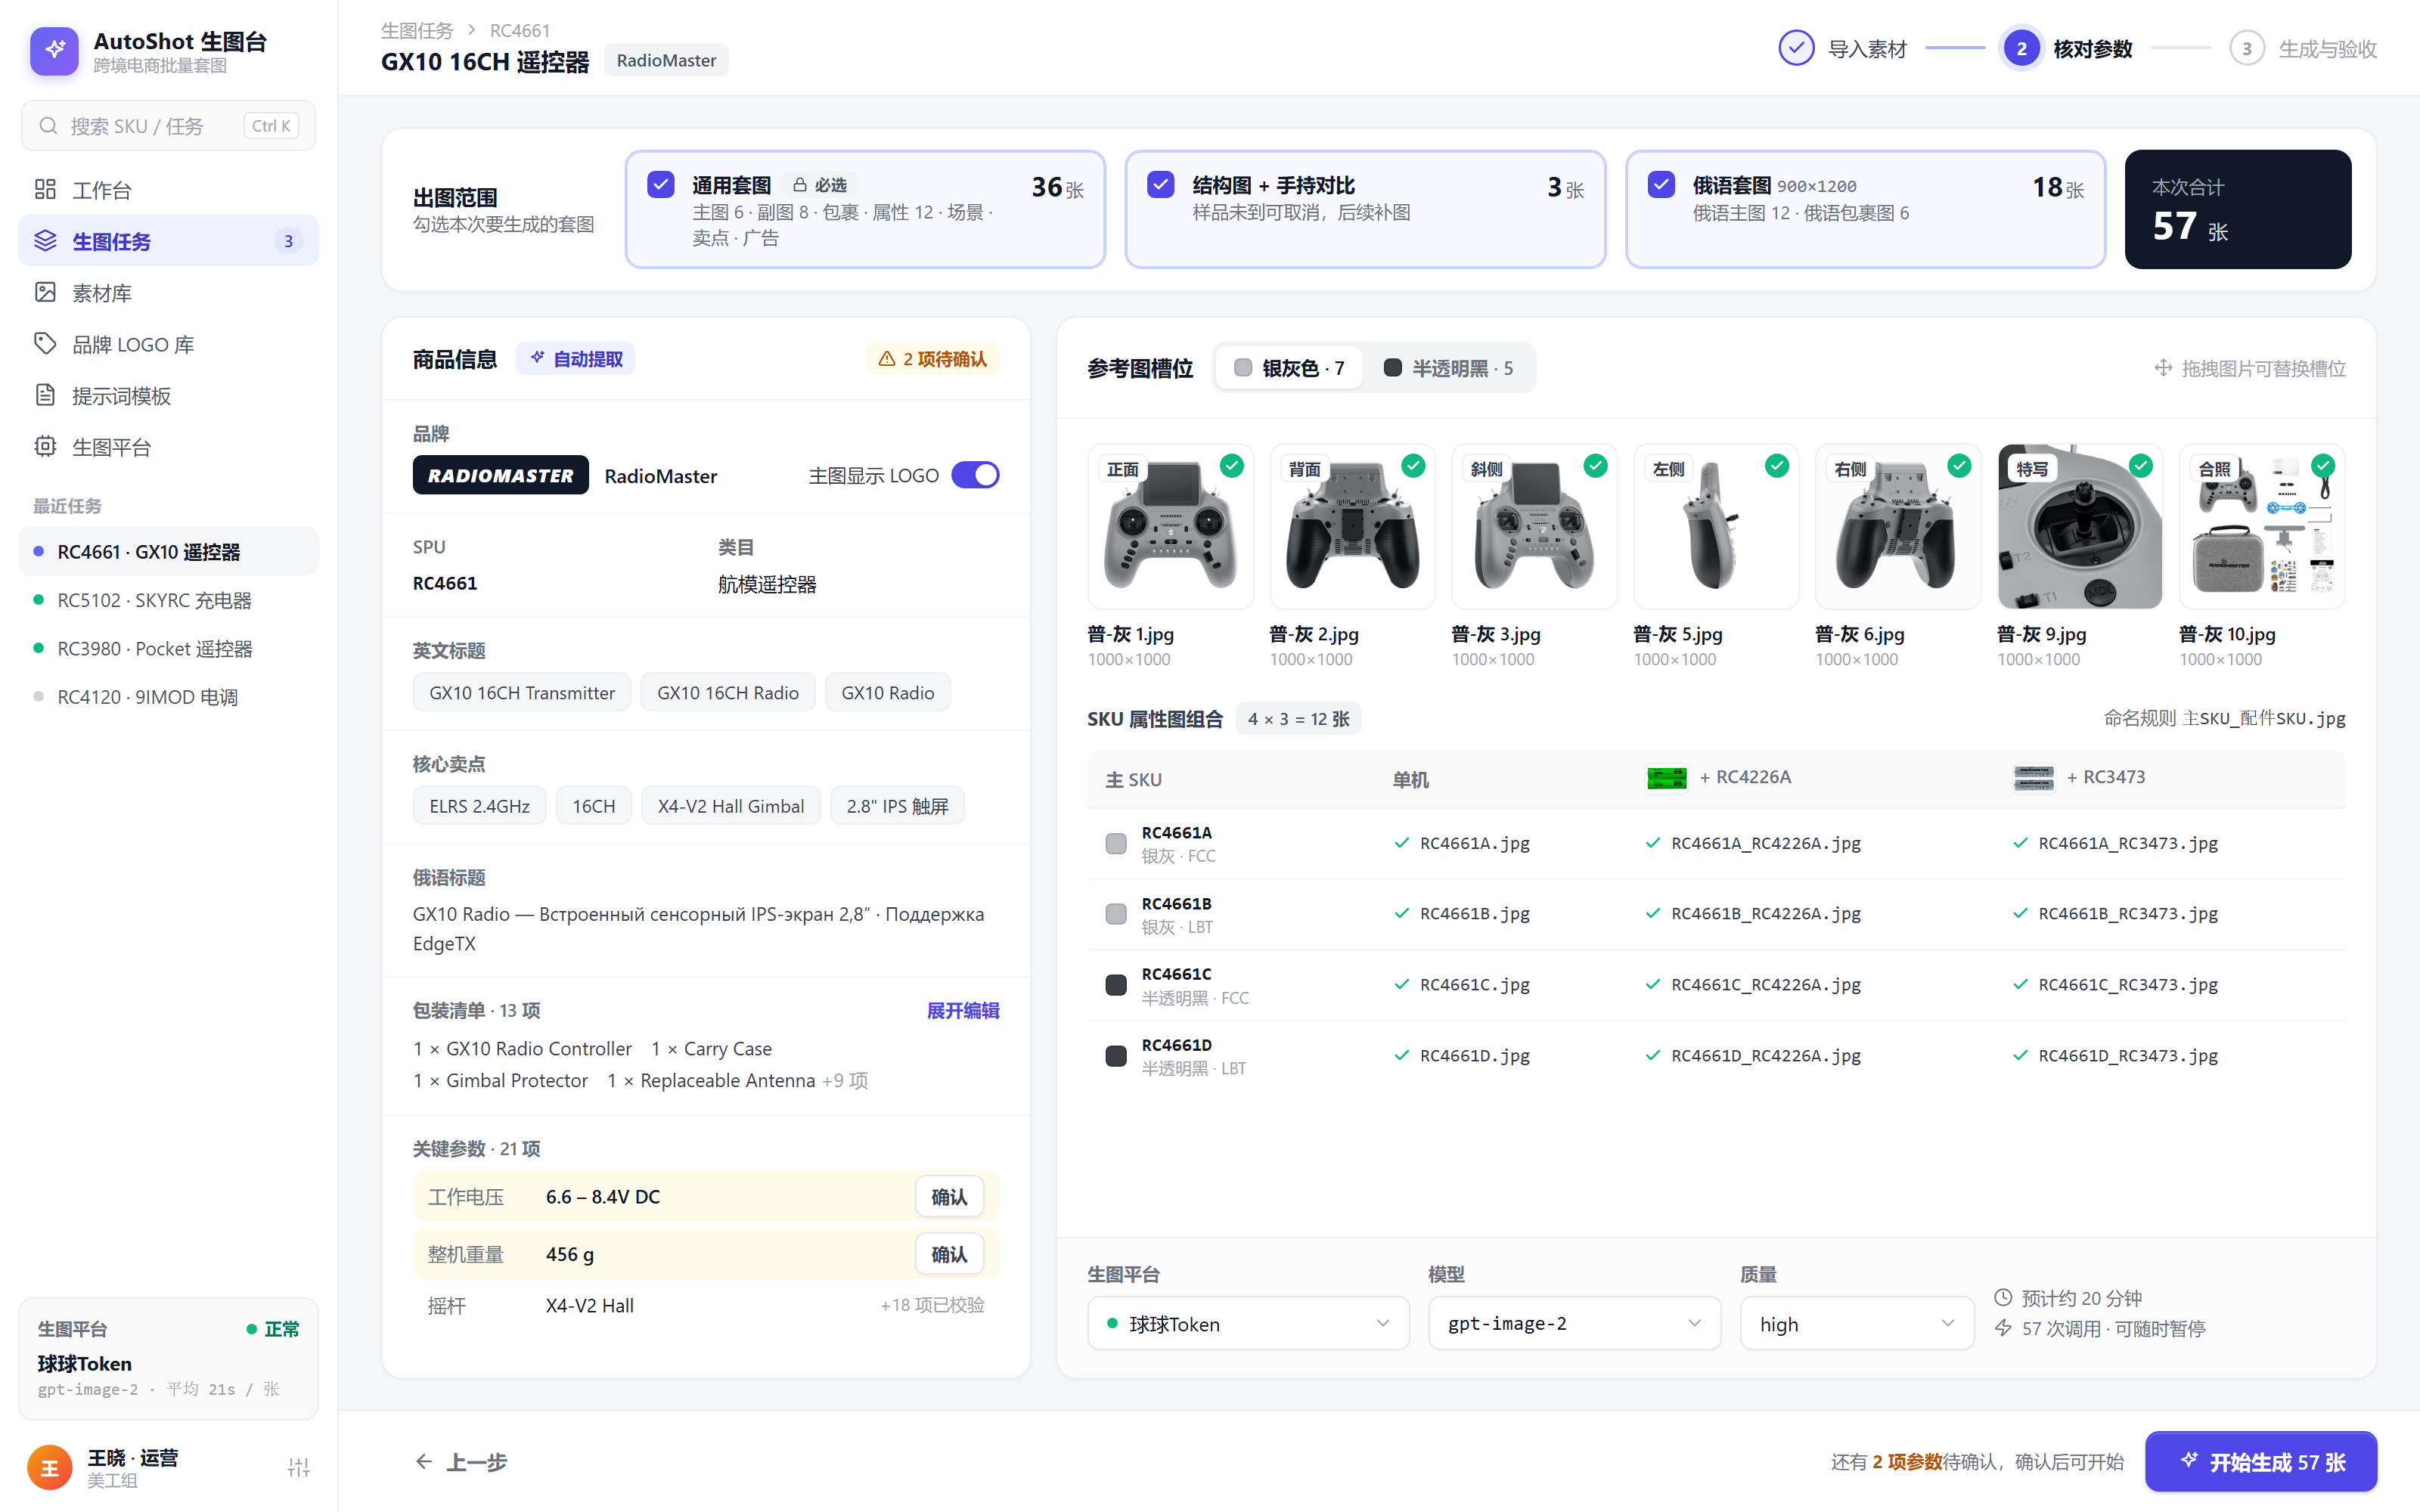 AutoShot 生图台
跨境电商批量套图
搜索 SKU / 任务
Ctrl K
工作台
生图任务
3
素材库
品牌 LOGO 库
提示词模板
生图平台
最近任务
RC4661 · GX10 遥控器
RC5102 · SKYRC 充电器
RC3980 · Pocket 遥控器
RC4120 · 9IMOD 电调
生图平台
正常
球球Token
gpt-image-2 · 平均 21s / 张
王
王晓 · 运营
美工组
生图任务 > RC4661
GX10 16CH 遥控器
RadioMaster
导入素材
2
核对参数
3
生成与验收
出图范围
勾选本次要生成的套图
通用套图
必选
36 张
主图 6 · 副图 8 · 包裹 · 属性 12 · 场景 ·
卖点 · 广告
结构图 + 手持对比
3 张
样品未到可取消，后续补图
俄语套图 900×1200
18 张
俄语主图 12 · 俄语包裹图 6
本次合计
57 张
商品信息
自动提取
2 项待确认
品牌
RADIOMASTER
RadioMaster
主图显示 LOGO
SPU
类目
RC4661
航模遥控器
英文标题
GX10 16CH Transmitter
GX10 16CH Radio
GX10 Radio
核心卖点
ELRS 2.4GHz
16CH
X4-V2 Hall Gimbal
2.8" IPS 触屏
俄语标题
GX10 Radio — Встроенный сенсорный IPS-экран 2,8″ · Поддержка
EdgeTX
包装清单 · 13 项
展开编辑
1 × GX10 Radio Controller 1 × Carry Case
1 × Gimbal Protector 1 × Replaceable Antenna +9 项
关键参数 · 21 项
工作电压
6.6 – 8.4V DC
确认
整机重量
456 g
确认
摇杆
X4-V2 Hall
+18 项已校验
参考图槽位
银灰色 · 7
半透明黑 · 5
拖拽图片可替换槽位
正面
背面
斜侧
左侧
右侧
特写
T2
T1
MDL
合照
普-灰 1.jpg
普-灰 2.jpg
普-灰 3.jpg
普-灰 5.jpg
普-灰 6.jpg
普-灰 9.jpg
普-灰 10.jpg
1000×1000
1000×1000
1000×1000
1000×1000
1000×1000
1000×1000
1000×1000
SKU 属性图组合
4 × 3 = 12 张
命名规则 主SKU_配件SKU.jpg
主 SKU
单机
+ RC4226A
+ RC3473
RC4661A
银灰 · FCC
RC4661A.jpg
RC4661A_RC4226A.jpg
RC4661A_RC3473.jpg
RC4661B
银灰 · LBT
RC4661B.jpg
RC4661B_RC4226A.jpg
RC4661B_RC3473.jpg
RC4661C
半透明黑 · FCC
RC4661C.jpg
RC4661C_RC4226A.jpg
RC4661C_RC3473.jpg
RC4661D
半透明黑 · LBT
RC4661D.jpg
RC4661D_RC4226A.jpg
RC4661D_RC3473.jpg
生图平台
模型
质量
球球Token
gpt-image-2
high
预计约 20 分钟
57 次调用 · 可随时暂停
上一步
还有 2 项参数待确认，确认后可开始
开始生成 57 张